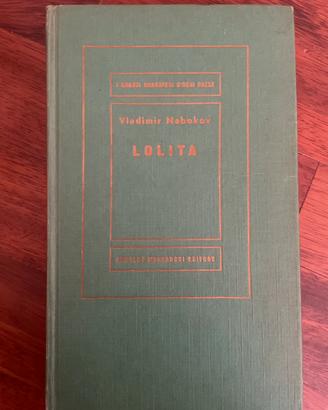 I GRANDI NARRATORI D'OGNI PAESE
Vladimir Nabokov
LOLITA
ARNOLDO MONDADORI EDITORE